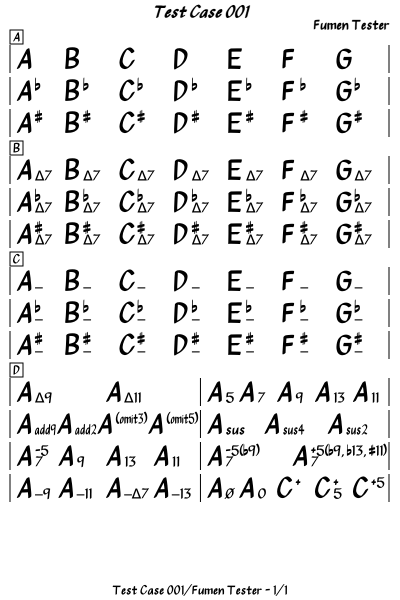 Test Case 001
Fumen Tester
A
A B C D E F G
A♭ B♭ C♭ D♭ E♭ F♭ G♭
A♯ B♯ C♯ D♯ E♯ F♯ G♯
B
AΔ7 BΔ7 CΔ7 DΔ7 EΔ7 FΔ7 GΔ7
A♭Δ7 B♭Δ7 C♭Δ7 D♭Δ7 E♭Δ7 F♭Δ7 G♭Δ7
A♯Δ7 B♯Δ7 C♯Δ7 D♯Δ7 E♯Δ7 F♯Δ7 G♯Δ7
C
A– B– C– D– E– F– G–
A♭– B♭– C♭– D♭– E♭– F♭– G♭–
A♯– B♯– C♯– D♯– E♯– F♯– G♯–
D
AΔ9 AΔ11 A5 A7 A9 A13 A11
Aadd9 Aadd2 A(omit3) A(omit5) Asus Asus4 Asus2
A7-5 A9 A13 A11 A7-5(♭9) A7+5(♭9,♭13,♯11)
A–9 A–11 A–Δ7 A–13 AØ AO C+ C+5 C+5
Test Case 001/Fumen Tester - 1/1